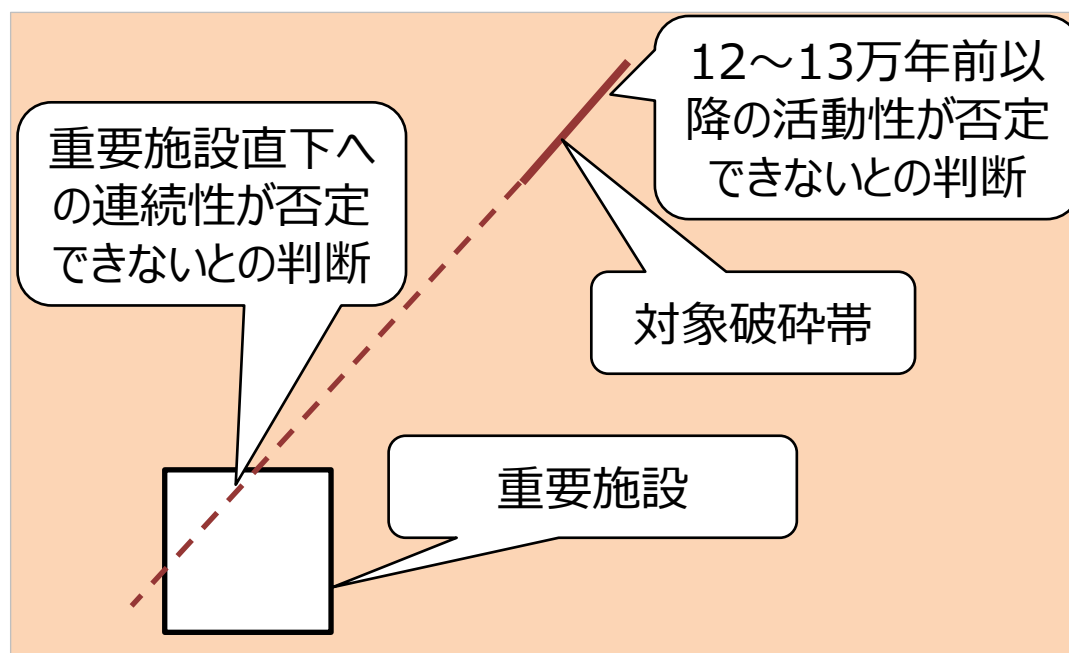 重要施設直下へ
の連続性が否定
できないとの判断
12～13万年前以
降の活動性が否定
できないとの判断
対象破砕帯
重要施設